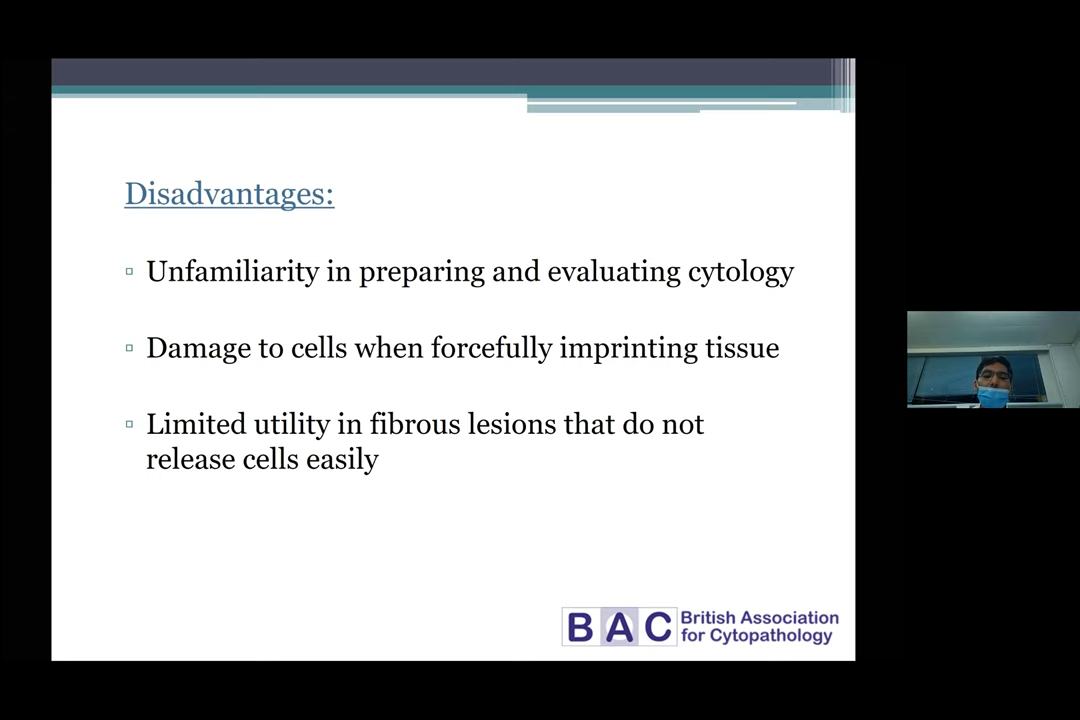 Disadvantages:
Unfamiliarity in preparing and evaluating cytology
Damage to cells when forcefully imprinting tissue
Limited utility in fibrous lesions that do not
release cells easily
BAC British Association
for Cytopathology